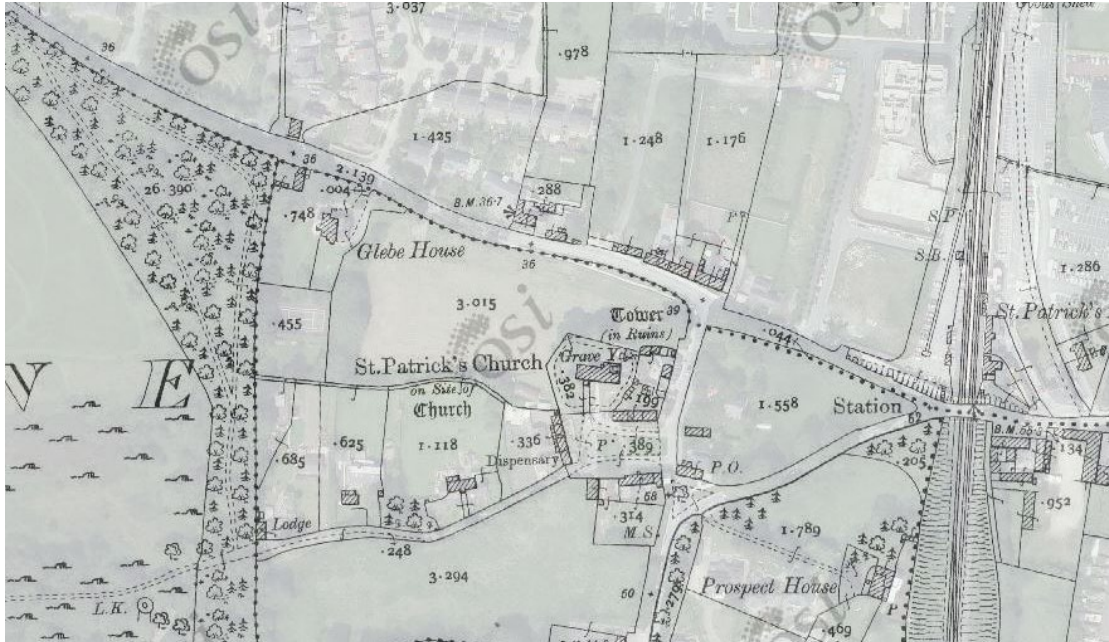 3·037
Goods Shed
36
·978
osi
1·425
1·248
1·176
36
2·139
·004
26·390
·288
B.M.36·7
P
S.P.
·748
Glebe House
36
S.B.
1·286
3·015
Tower
39
(in Ruins)
·044
St. Patrick's
·455
osi
St. Patrick's Church
Grave Yd.
on Site of
Church
·382
·199
1·558
Station
V E
·625
1·118
·336
P
·389
62
·685
Dispensary
P.O.
·205
·134
58
·952
Lodge
·314
M.S.
1·789
·248
3·294
Prospect House
L.K.
60
P
·469